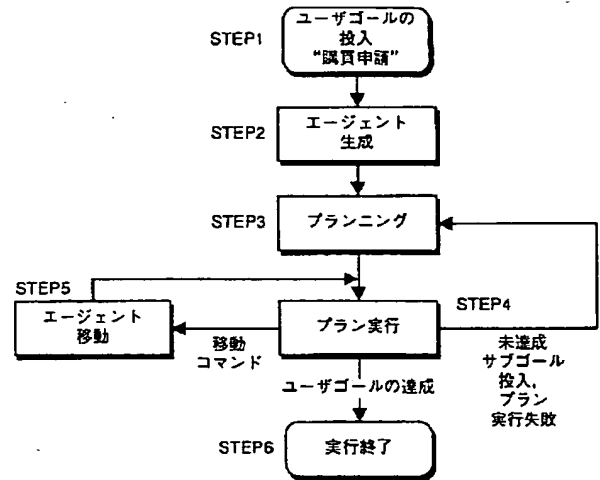 STEP1
ユーザゴールの
投入
“購買申請”
STEP2
エージェント
生成
STEP3
プランニング
STEP5
エージェント
移動
移動
コマンド
プラン実行
STEP4
未達成
サブゴール
投入,
プラン
実行失敗
ユーザゴールの達成
STEP6
実行終了